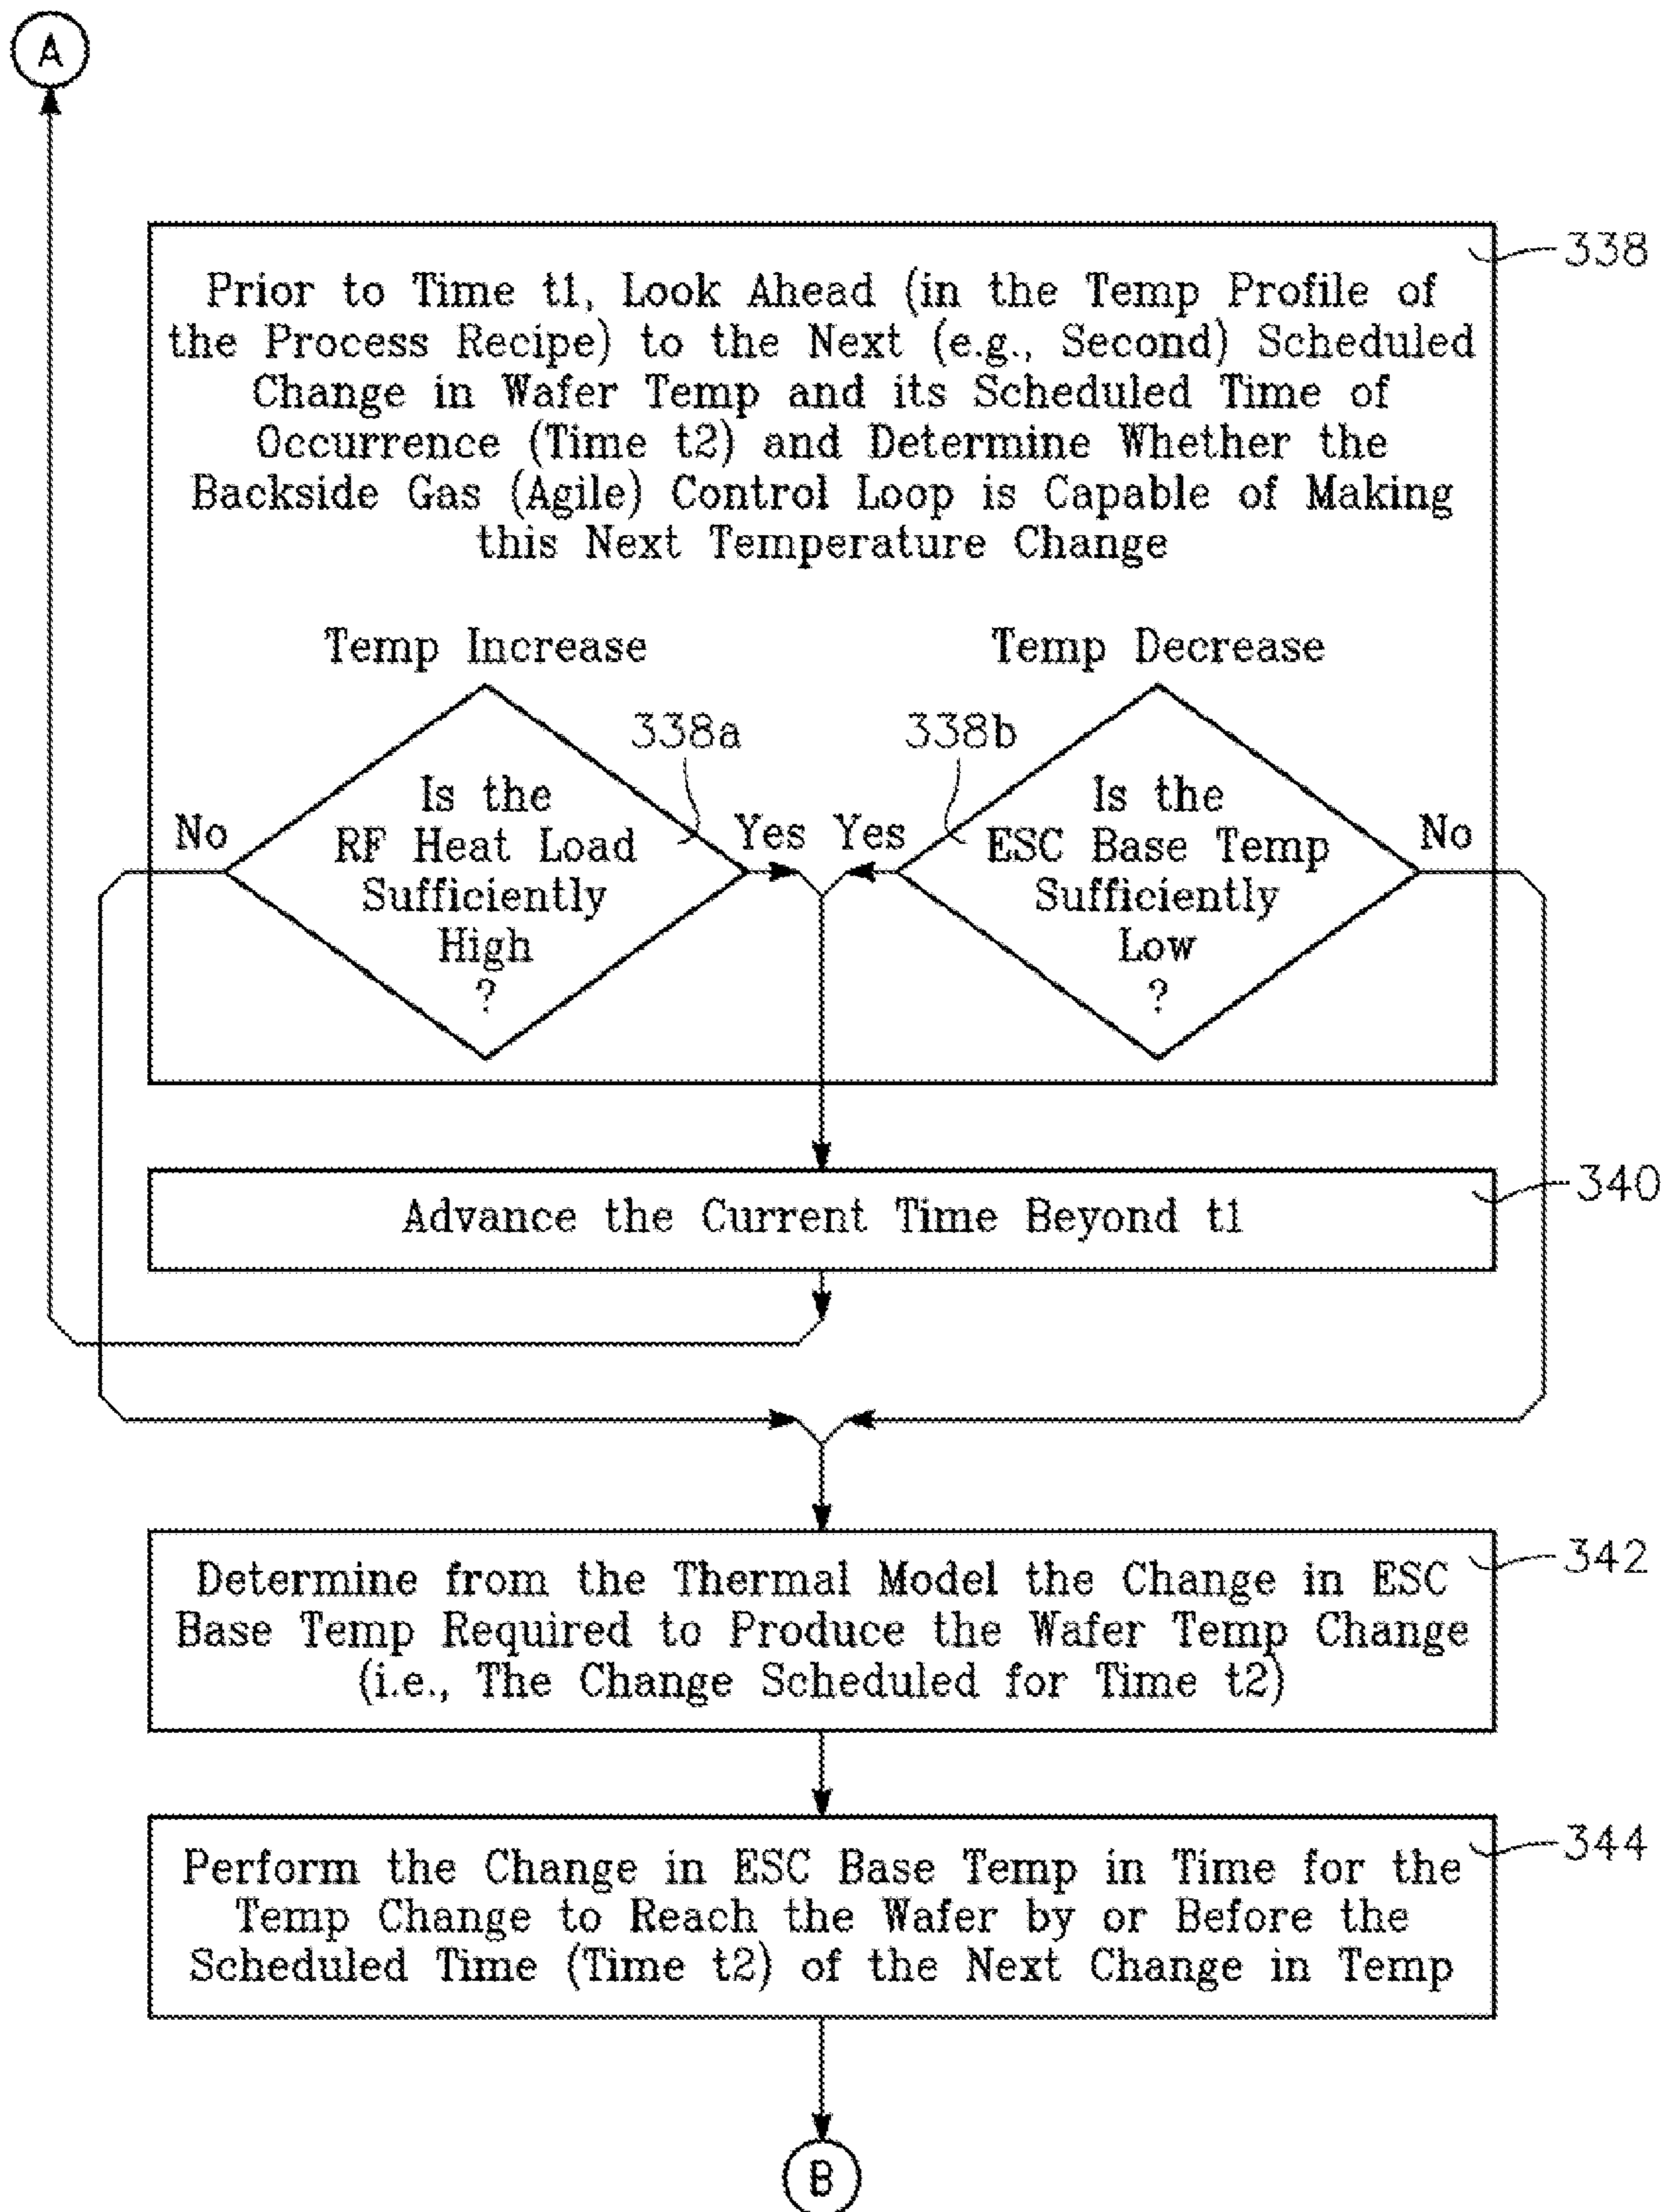 A
338
Prior to Time t1, Look Ahead (in the Temp Profile of
the Process Recipe) to the Next (e.g., Second) Scheduled
Change in Wafer Temp and its Scheduled Time of
Occurrence (Time t2) and Determine Whether the
Backside Gas (Agile) Control Loop is Capable of Making
this Next Temperature Change
Temp Increase
Temp Decrease
338a
338b
No
Is the
RF Heat Load
Sufficiently
High
?
Yes
Yes
Is the
ESC Base Temp
Sufficiently
Low
?
No
340
Advance the Current Time Beyond t1
342
Determine from the Thermal Model the Change in ESC
Base Temp Required to Produce the Wafer Temp Change
(i.e., The Change Scheduled for Time t2)
344
Perform the Change in ESC Base Temp in Time for the
Temp Change to Reach the Wafer by or Before the
Scheduled Time (Time t2) of the Next Change in Temp
B